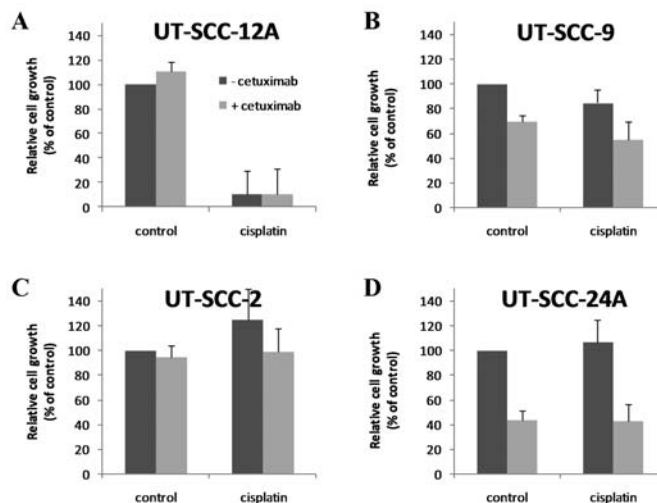 A
UT-SCC-12A
Relative cell growth
(% of control)
140
120
100
80
60
40
20
0
- cetuximab
+ cetuximab
control
cisplatin
B
UT-SCC-9
Relative cell growth
(% of control)
140
120
100
80
60
40
20
0
control
cisplatin
C
UT-SCC-2
Relative cell growth
(% of control)
140
120
100
80
60
40
20
0
control
cisplatin
D
UT-SCC-24A
Relative cell growth
(% of control)
140
120
100
80
60
40
20
0
control
cisplatin